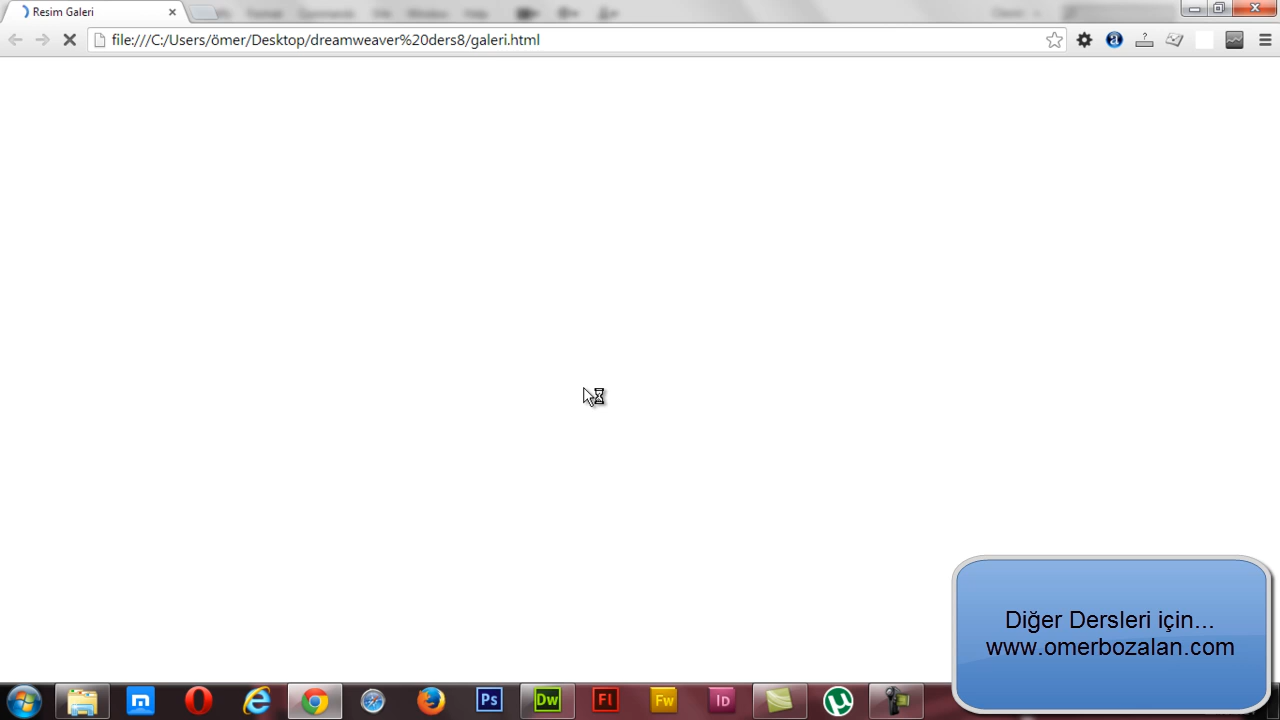 Resim Galeri
file:///C:/Users/ömer/Desktop/dreamweaver%20ders8/galeri.html
Diğer Dersleri için...
www.omerbozalan.com
Ps
Dw
Fl
Fw
ID